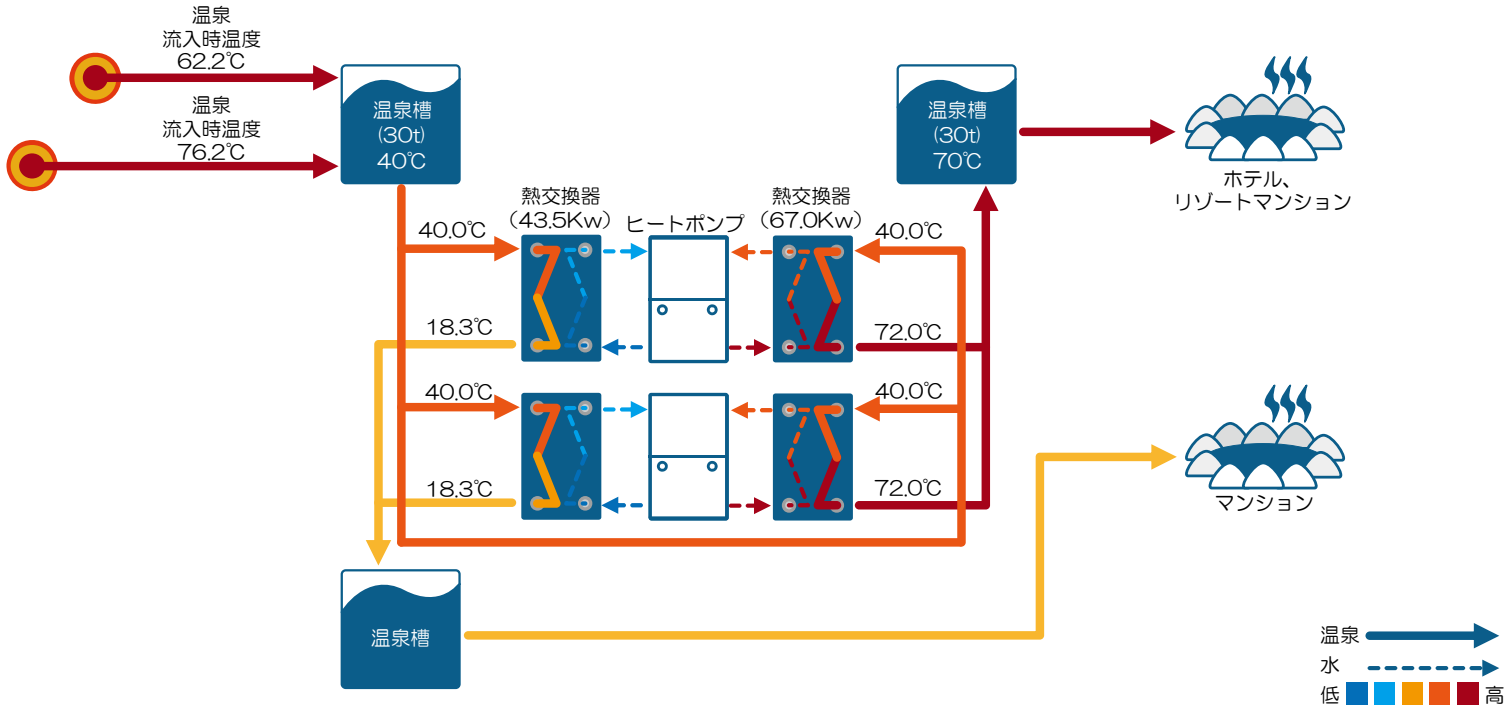 温泉
流入時温度
62.2℃
温泉
流入時温度
76.2℃
温泉槽
(30t)
40℃
温泉槽
(30t)
70℃
ホテル、
リゾートマンション
熱交換器
（43.5Kw）
ヒートポンプ
熱交換器
（67.0Kw）
40.0℃
40.0℃
18.3℃
72.0℃
40.0℃
40.0℃
18.3℃
72.0℃
マンション
温泉槽
温泉
水
低 高